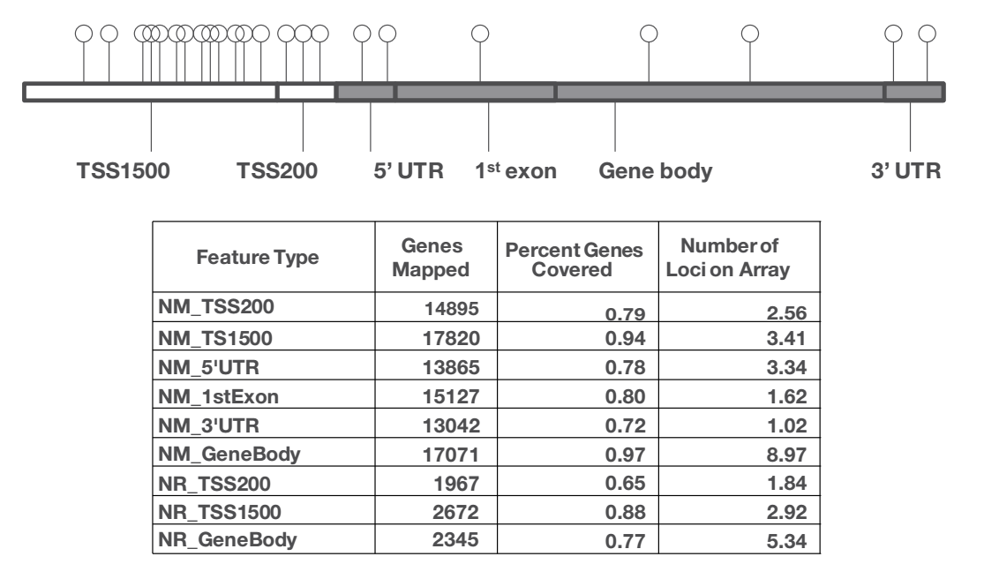 TSS1500 TSS200 5’ UTR 1st exon Gene body 3’ UTR
Feature Type Genes Mapped Percent Genes Covered Number of Loci on Array
NM_TSS200 14895 0.79 2.56
NM_TS1500 17820 0.94 3.41
NM_5'UTR 13865 0.78 3.34
NM_1stExon 15127 0.80 1.62
NM_3'UTR 13042 0.72 1.02
NM_GeneBody 17071 0.97 8.97
NR_TSS200 1967 0.65 1.84
NR_TSS1500 2672 0.88 2.92
NR_GeneBody 2345 0.77 5.34